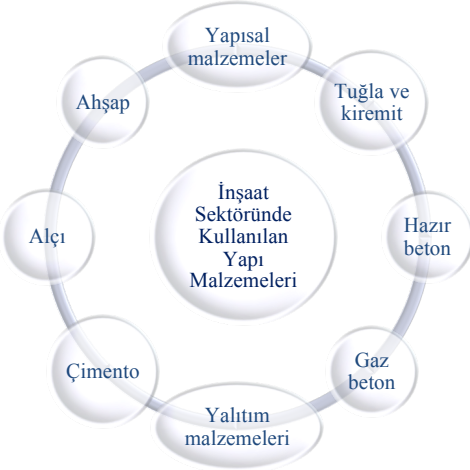 Yapısal
malzemeler
Tuğla ve
kiremit
Hazır
beton
Gaz
beton
Yalıtım
malzemeleri
Çimento
Alçı
Ahşap
İnşaat
Sektöründe
Kullanılan
Yapı
Malzemeleri